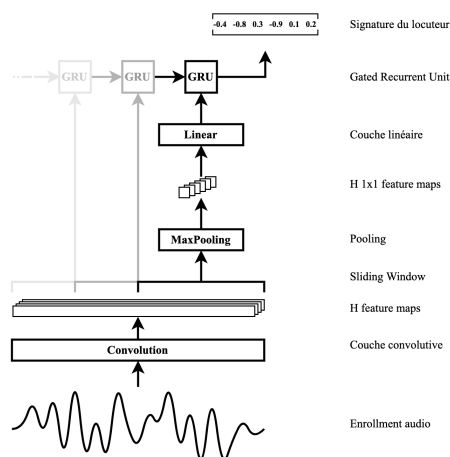 -0.4 -0.8 0.3 -0.9 0.1 0.2 Signature du locuteur
GRU GRU GRU Gated Recurrent Unit
Linear Couche linéaire
H 1x1 feature maps
MaxPooling Pooling
Sliding Window
H feature maps
Convolution Couche convolutive
Enrollment audio